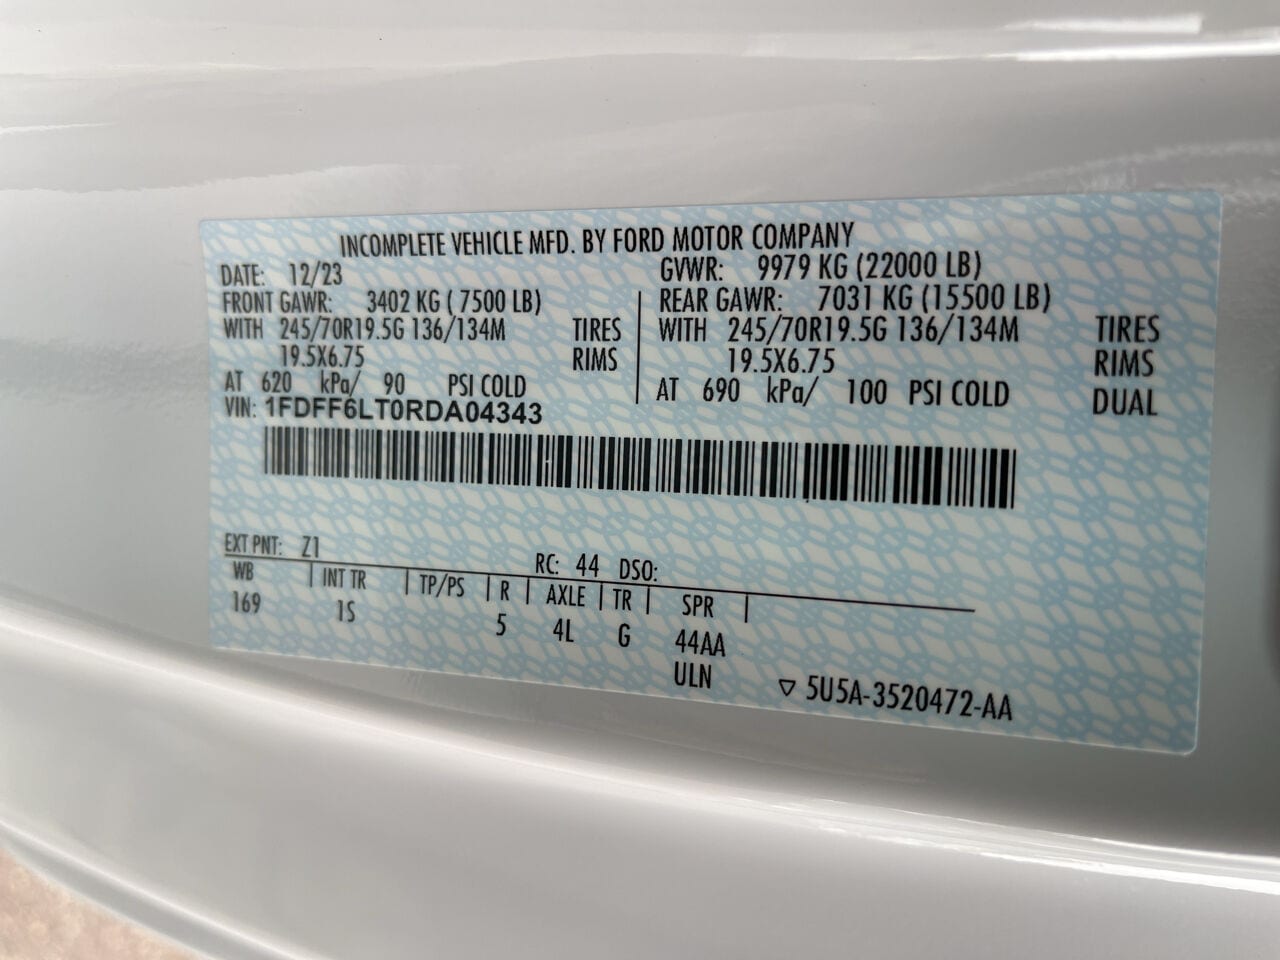 INCOMPLETE VEHICLE MFD. BY FORD MOTOR COMPANY
DATE: 12/23 GVWR: 9979 KG (22000 LB)
FRONT GAWR: 3402 KG ( 7500 LB) REAR GAWR: 7031 KG (15500 LB)
WITH 245/70R19.5G 136/134M TIRES WITH 245/70R19.5G 136/134M TIRES
19.5X6.75 RIMS 19.5X6.75 RIMS
AT 620 kPa/ 90 PSI COLD AT 690 kPa/ 100 PSI COLD DUAL
VIN: 1FDFF6LT0RDA04343
EXT PNT: Z1 RC: 44 DSO:
WB | INT TR | TP/PS | R | AXLE | TR | SPR |
169 1S 5 4L G 44AA
ULN
▽ 5U5A-3520472-AA